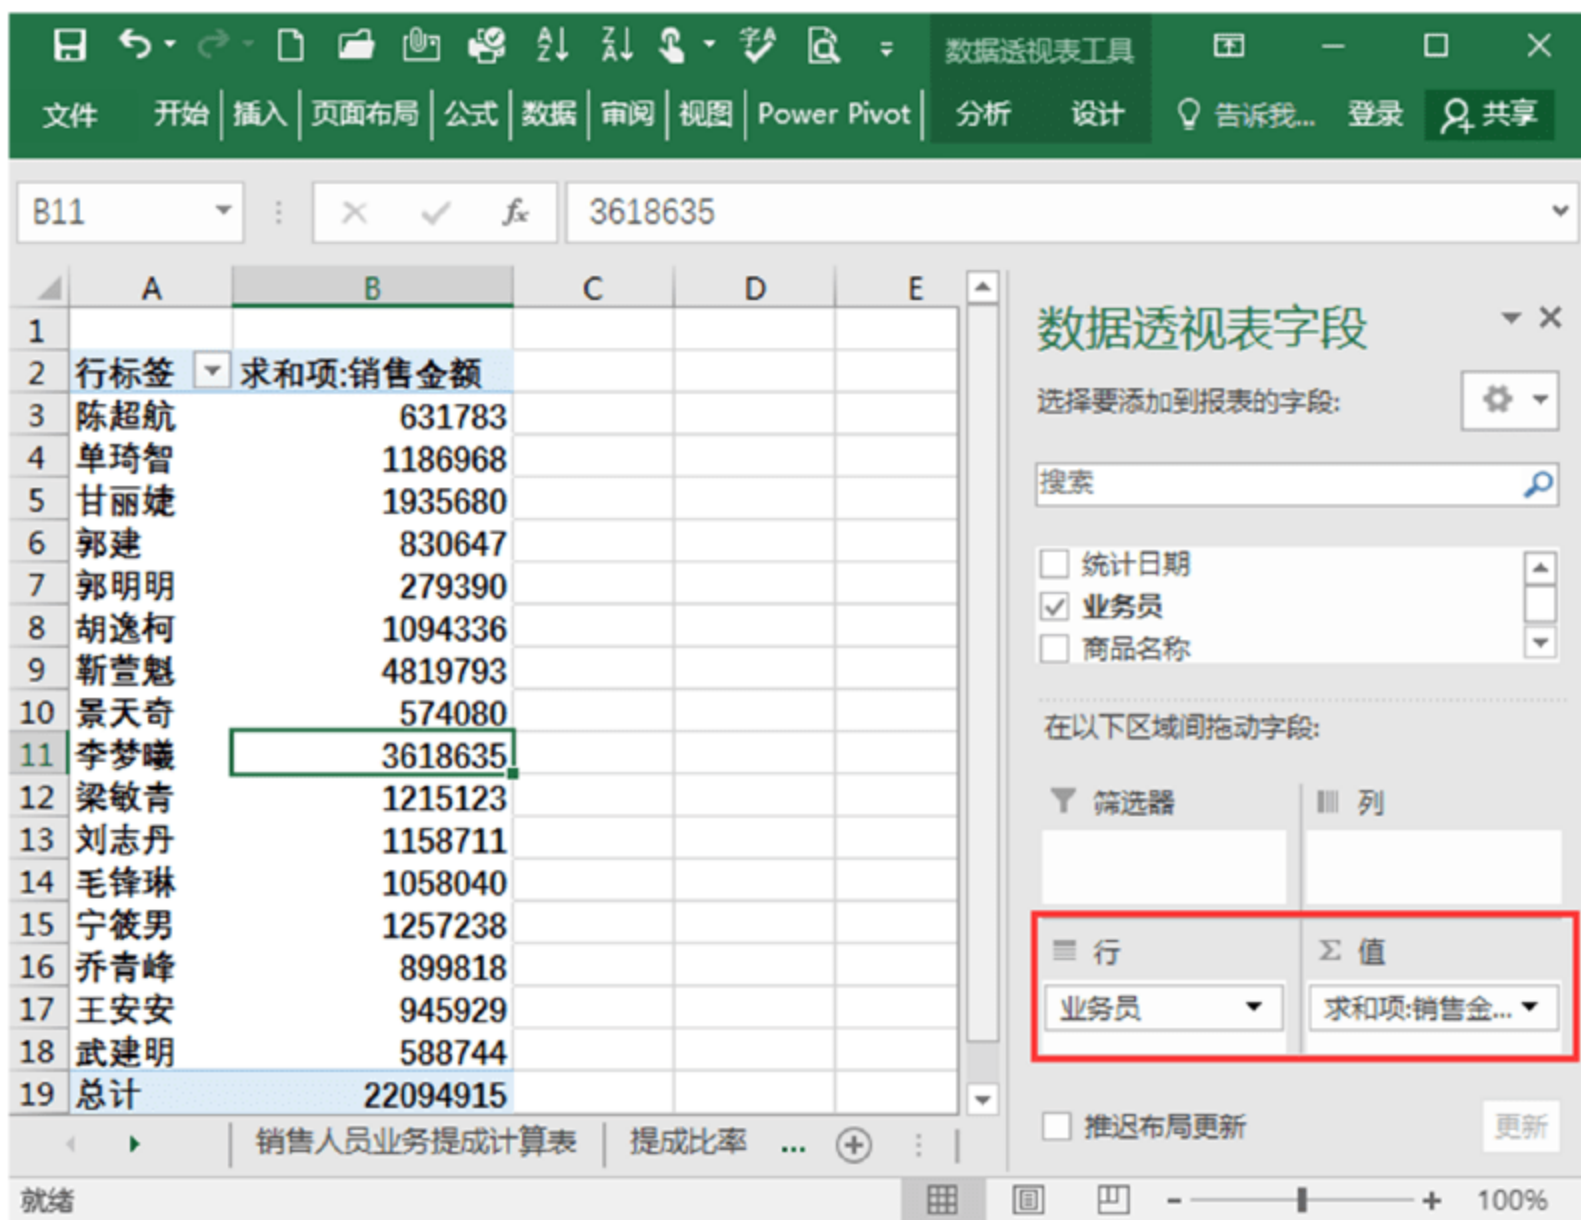 数据透视表工具
文件 开始 插入 页面布局 公式 数据 审阅 视图 Power Pivot 分析 设计 告诉我... 登录 共享
B11 fx 3618635
A B C D E
1
2 行标签 求和项:销售金额
3 陈超航 631783
4 单琦智 1186968
5 甘丽婕 1935680
6 郭建 830647
7 郭明明 279390
8 胡逸柯 1094336
9 靳萱魁 4819793
10 景天奇 574080
11 李梦曦 3618635
12 梁敏青 1215123
13 刘志丹 1158711
14 毛锋琳 1058040
15 宁筱男 1257238
16 乔青峰 899818
17 王安安 945929
18 武建明 588744
19 总计 22094915
销售人员业务提成计算表 提成比率 ...
就绪
100%
数据透视表字段
选择要添加到报表的字段:
搜索
统计日期
业务员
商品名称
在以下区域间拖动字段:
筛选器 列
行 Σ 值
业务员 求和项:销售金...
推迟布局更新 更新